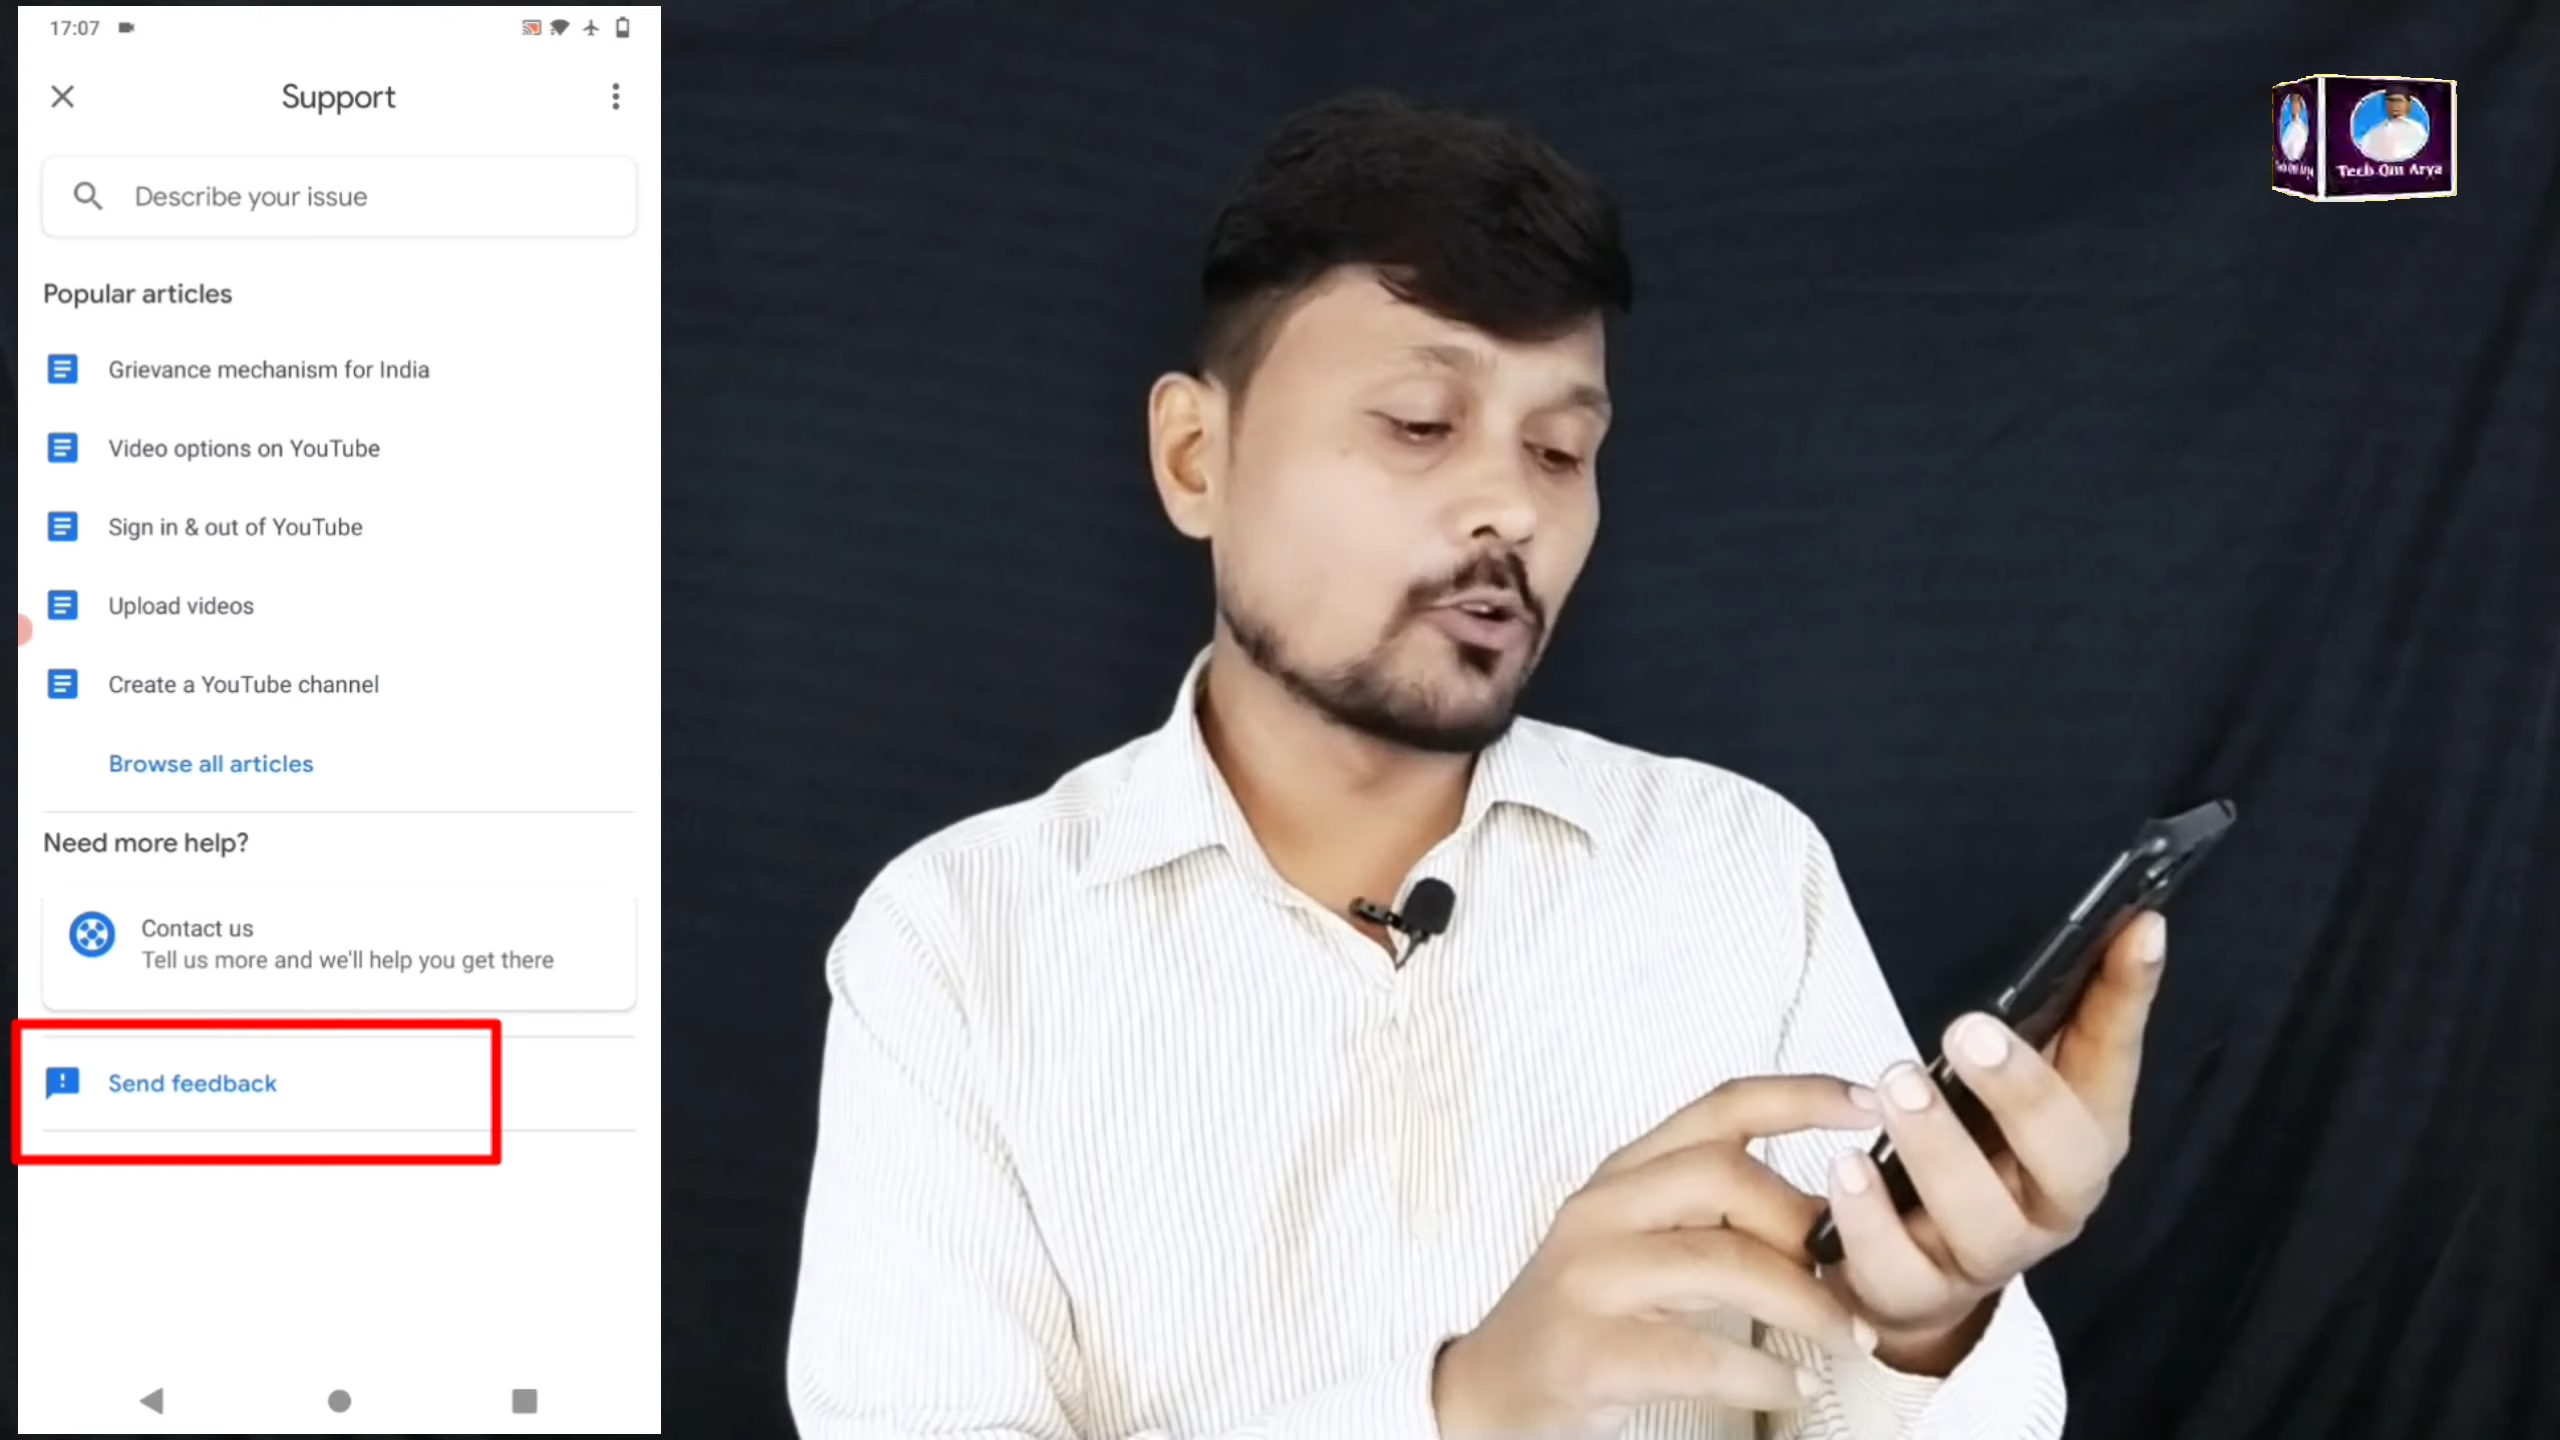 17:07
Support
Describe your issue
Popular articles
Grievance mechanism for India
Video options on YouTube
Sign in & out of YouTube
Upload videos
Create a YouTube channel
Browse all articles
Need more help?
Contact us
Tell us more and we'll help you get there
Send feedback
Tech Om Arya